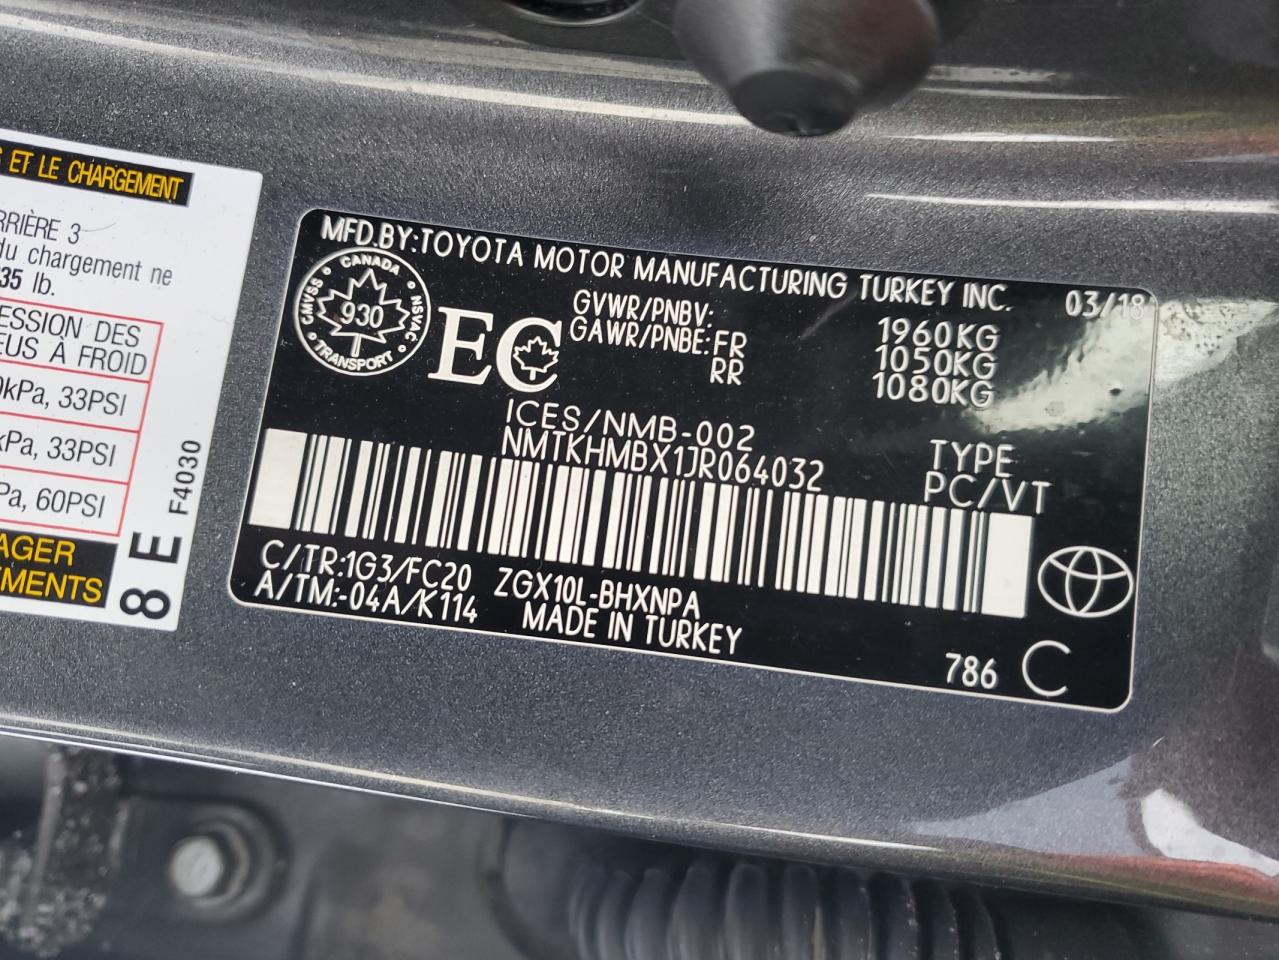 ET LE CHARGEMENT
RRIÈRE 3
du chargement ne
35 lb.
ESSION DES
EUS À FROID
kPa, 33PSI
kPa, 33PSI
Pa, 60PSI
AGER
EMENTS
8 E
F4030
MFD.BY:TOYOTA MOTOR MANUFACTURING TURKEY INC. 03/18
CANADA
CMVSS
NSVAC
930
TRANSPORT
EC
GVWR/PNBV: 1960KG
GAWR/PNBE:FR 1050KG
RR 1080KG
ICES/NMB-002
NMTKHMBX1JR064032
TYPE
PC/VT
C/TR:1G3/FC20 ZGX10L-BHXNPA
A/TM:-04A/K114 MADE IN TURKEY
786 C